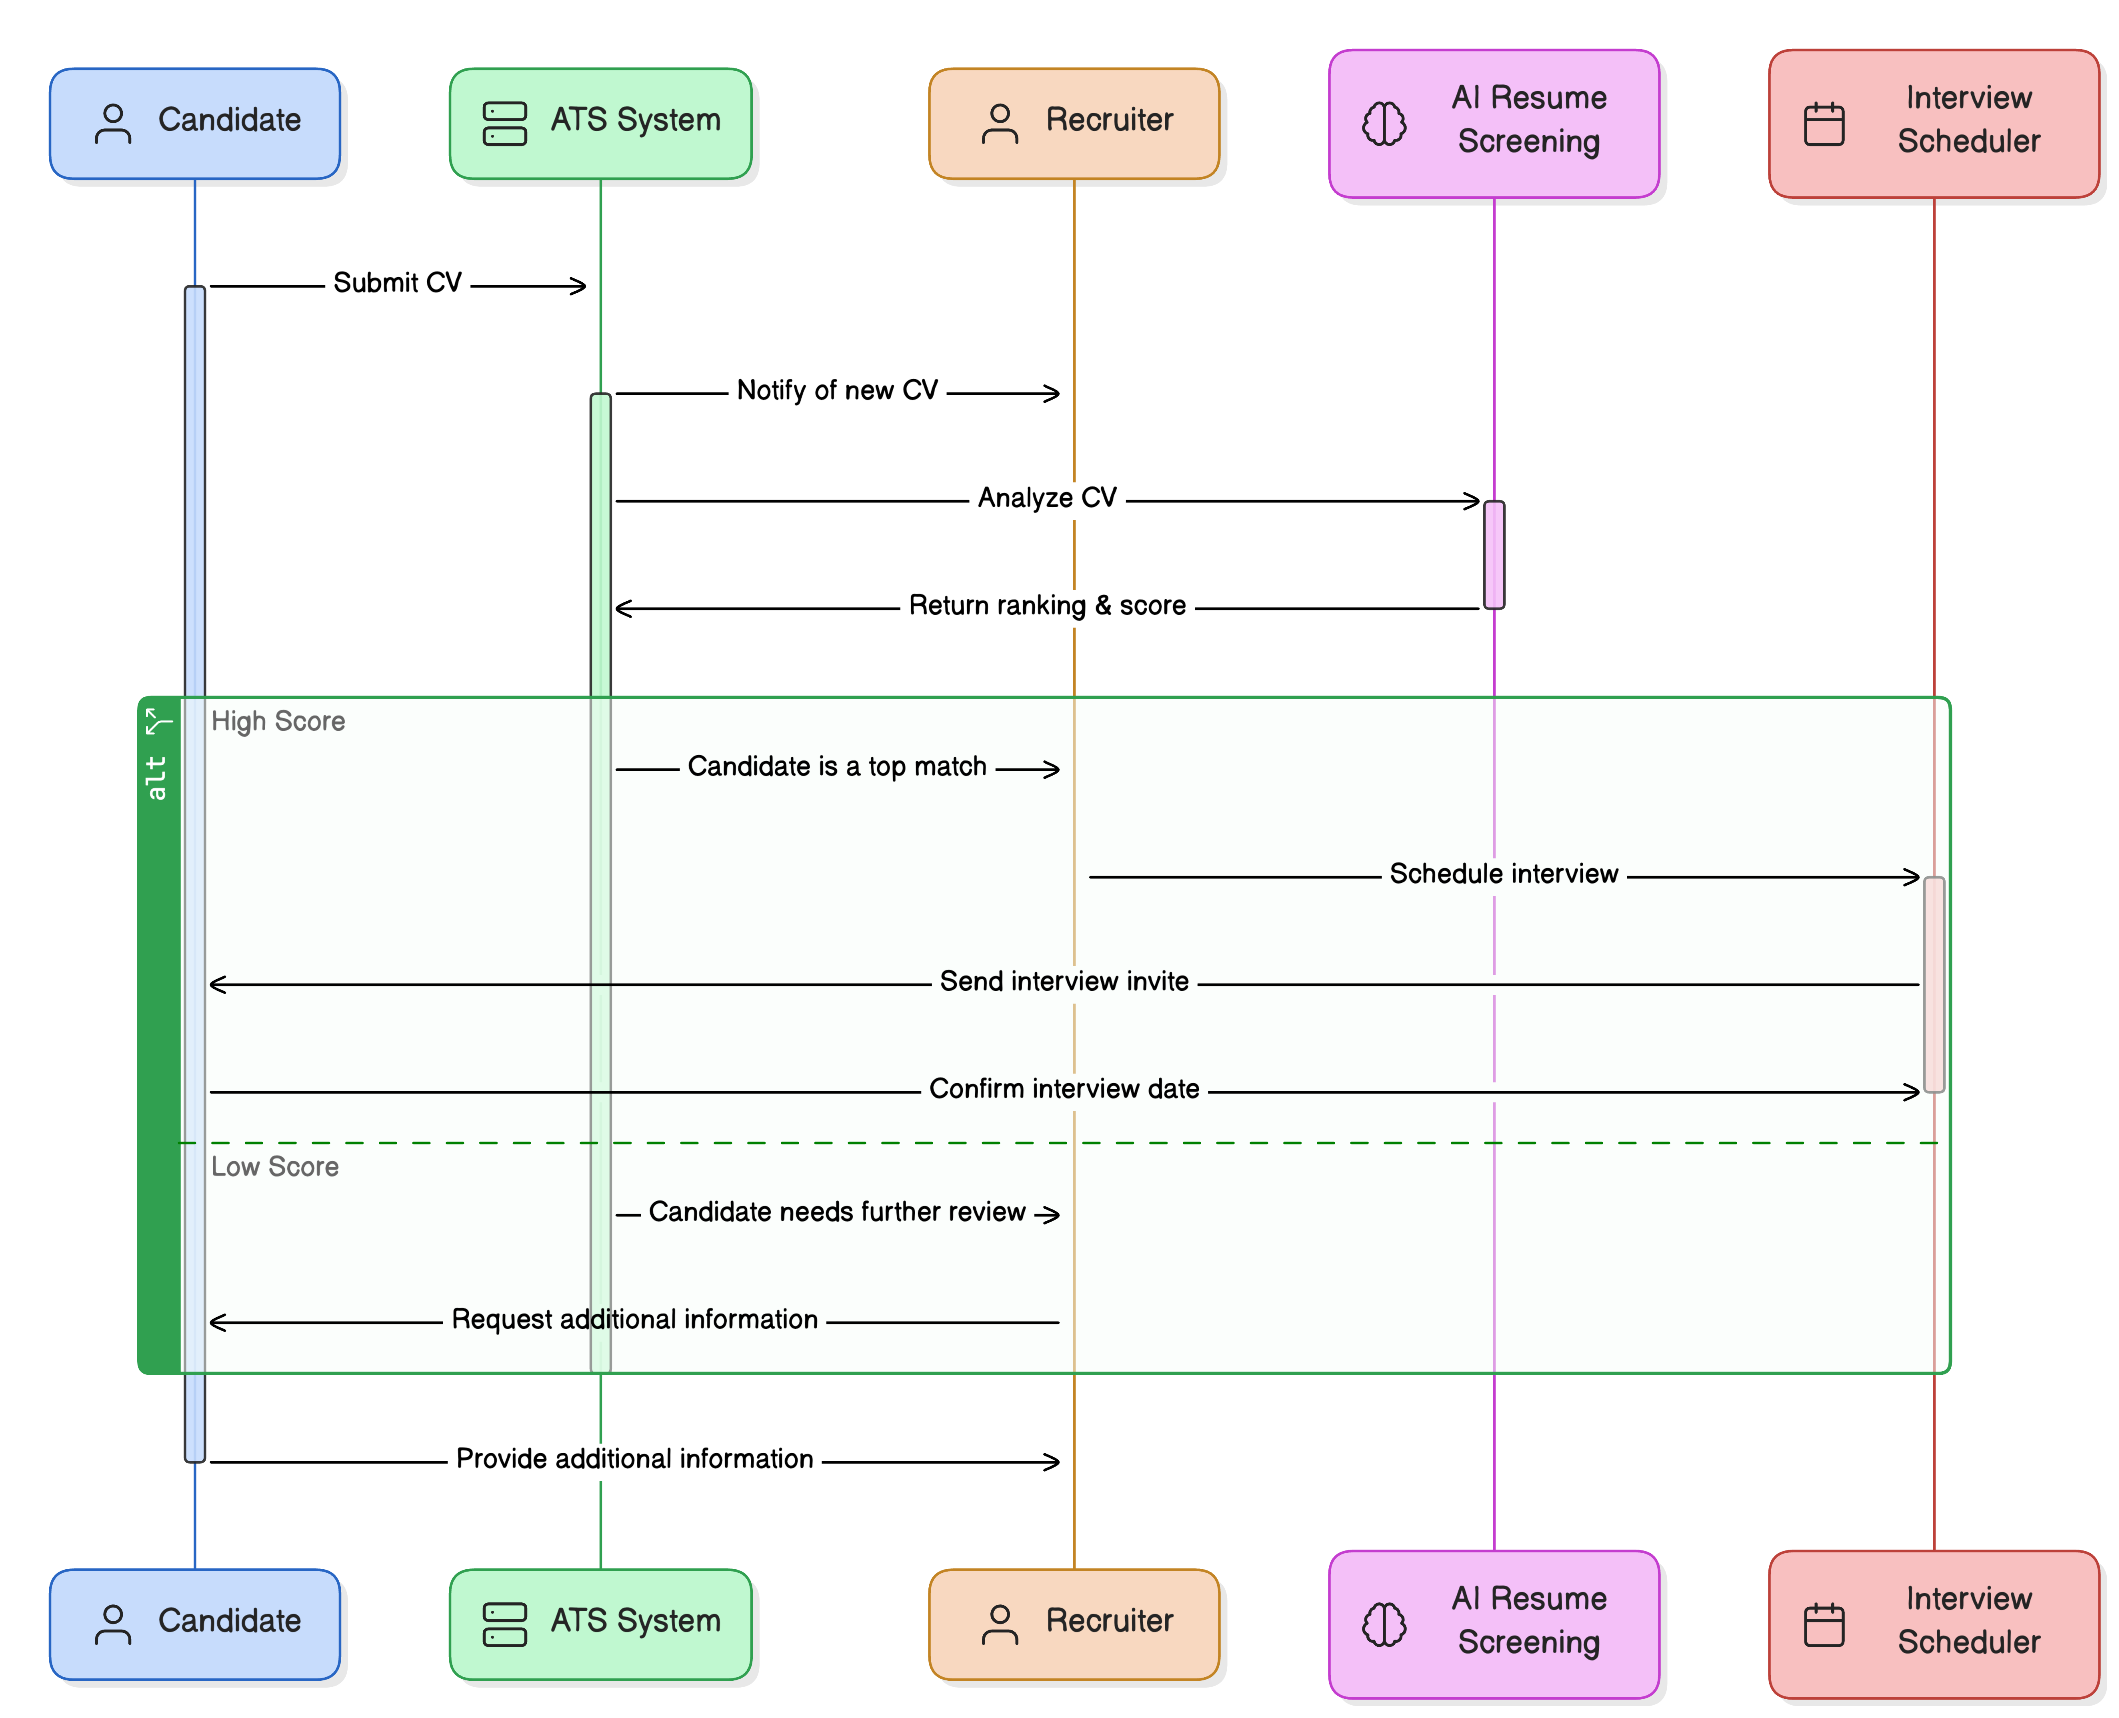 Candidate
ATS System
Recruiter
AI Resume
Screening
Interview
Scheduler
Submit CV
Notify of new CV
Analyze CV
Return ranking & score
alt
High Score
Candidate is a top match
Schedule interview
Send interview invite
Confirm interview date
Low Score
Candidate needs further review
Request additional information
Provide additional information
Candidate
ATS System
Recruiter
AI Resume
Screening
Interview
Scheduler